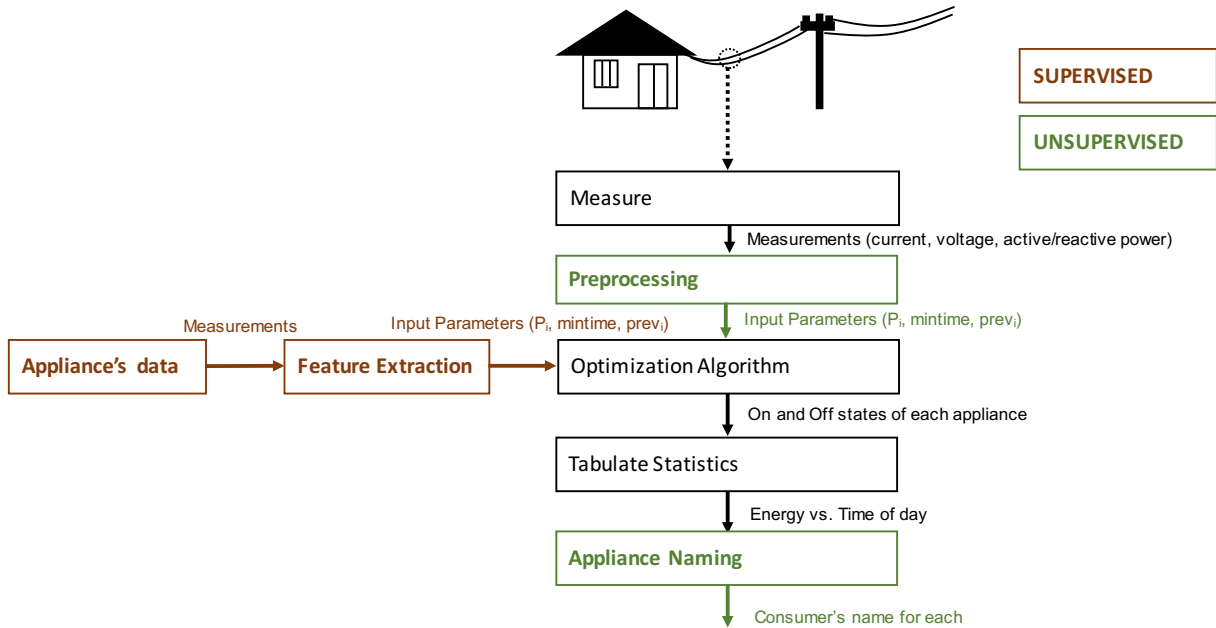 SUPERVISED
UNSUPERVISED
Measure
Measurements (current, voltage, active/reactive power)
Preprocessing
Measurements
Input Parameters (Pᵢ, mintime, prevᵢ)
Input Parameters (Pᵢ, mintime, prevᵢ)
Appliance's data
Feature Extraction
Optimization Algorithm
On and Off states of each appliance
Tabulate Statistics
Energy vs. Time of day
Appliance Naming
Consumer's name for each